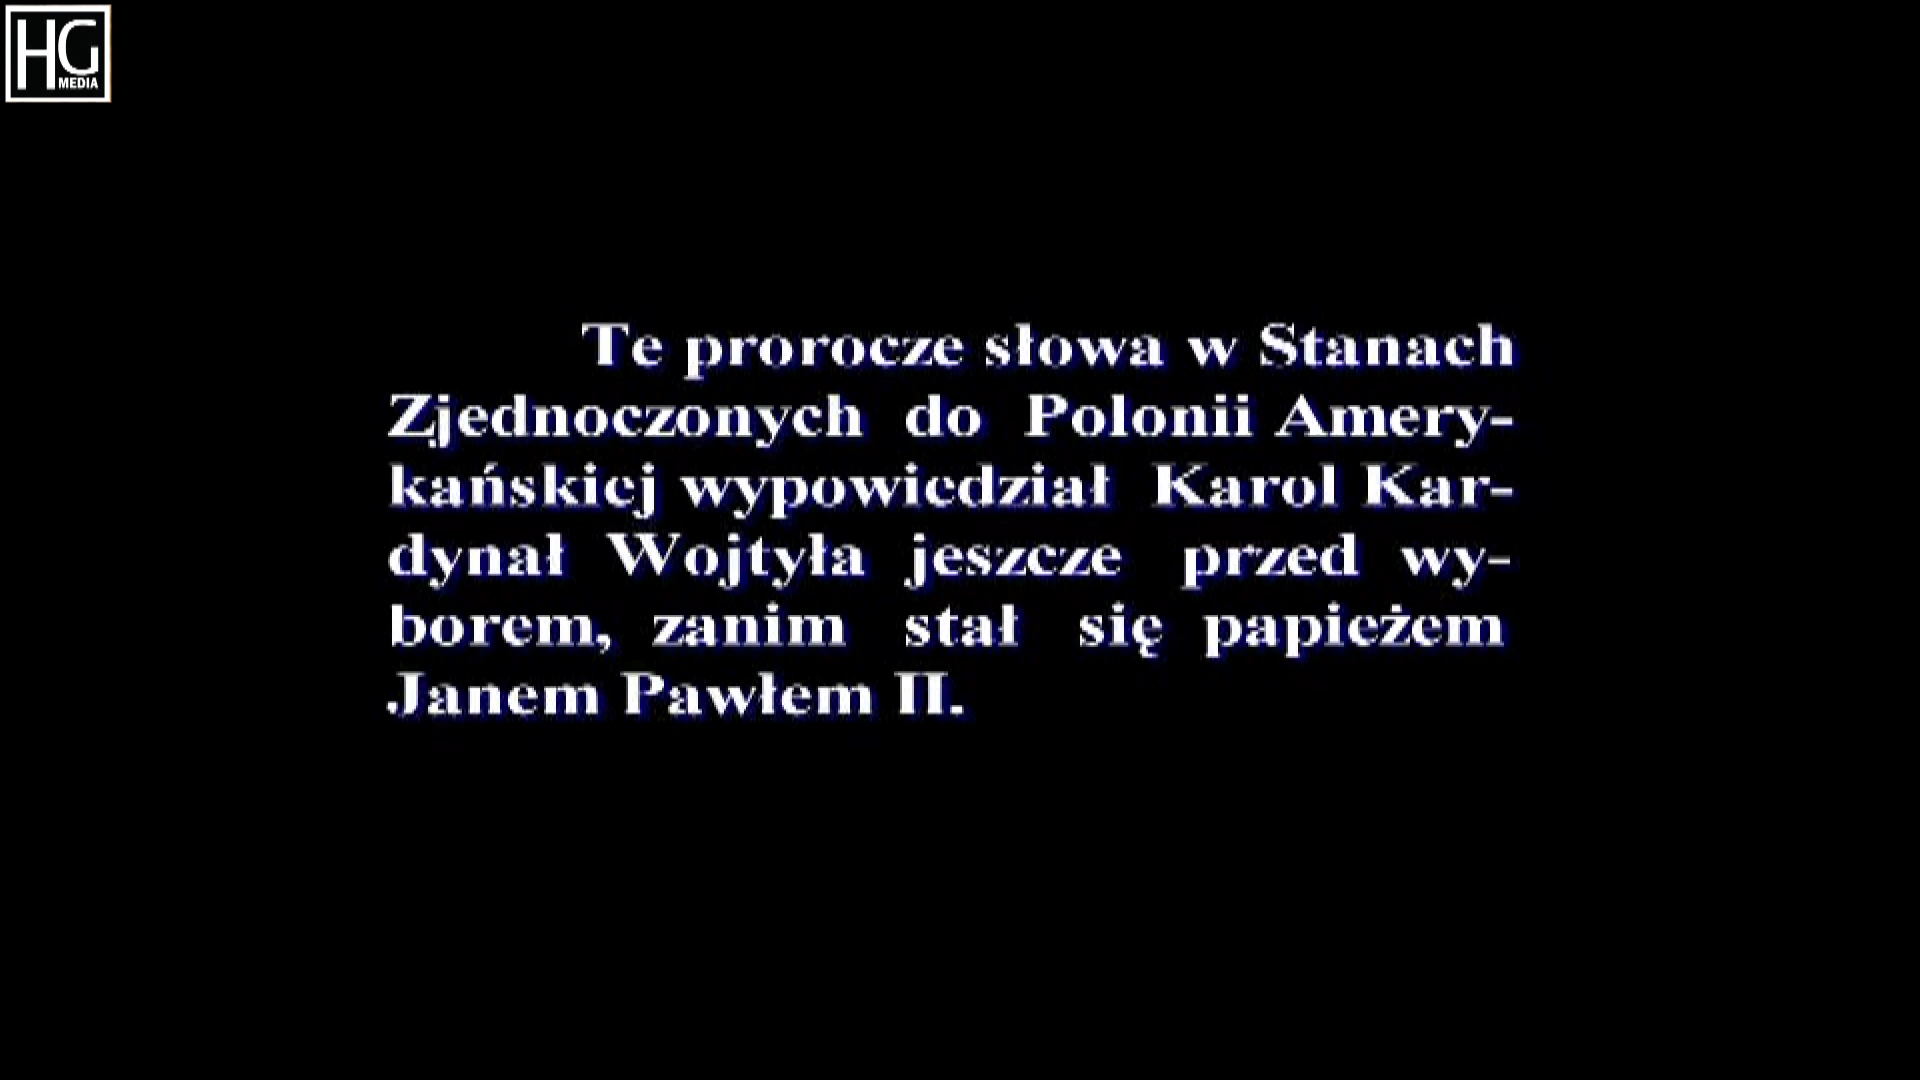 HG
MEDIA
Te prorocze słowa w Stanach
Zjednoczonych do Polonii Amery-
kańskiej wypowiedział Karol Kar-
dynał Wojtyła jeszcze przed wy-
borem, zanim stał się papieżem
Janem Pawłem II.